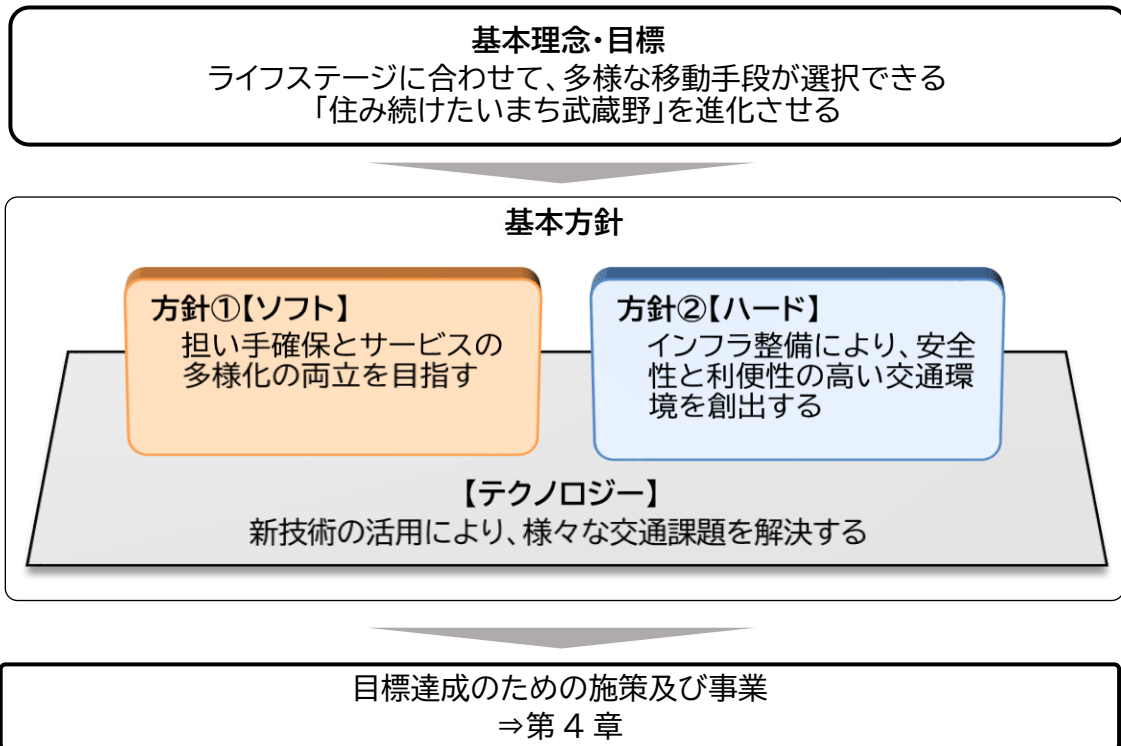 基本理念・目標
ライフステージに合わせて、多様な移動手段が選択できる
「住み続けたいまち武蔵野」を進化させる
基本方針
方針①【ソフト】
担い手確保とサービスの
多様化の両立を目指す
方針②【ハード】
インフラ整備により、安全
性と利便性の高い交通環
境を創出する
【テクノロジー】
新技術の活用により、様々な交通課題を解決する
目標達成のための施策及び事業
⇒第 4 章